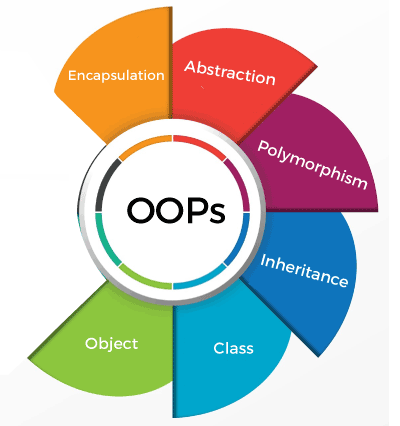 Encapsulation
Abstraction
Polymorphism
Inheritance
Class
Object
OOPs